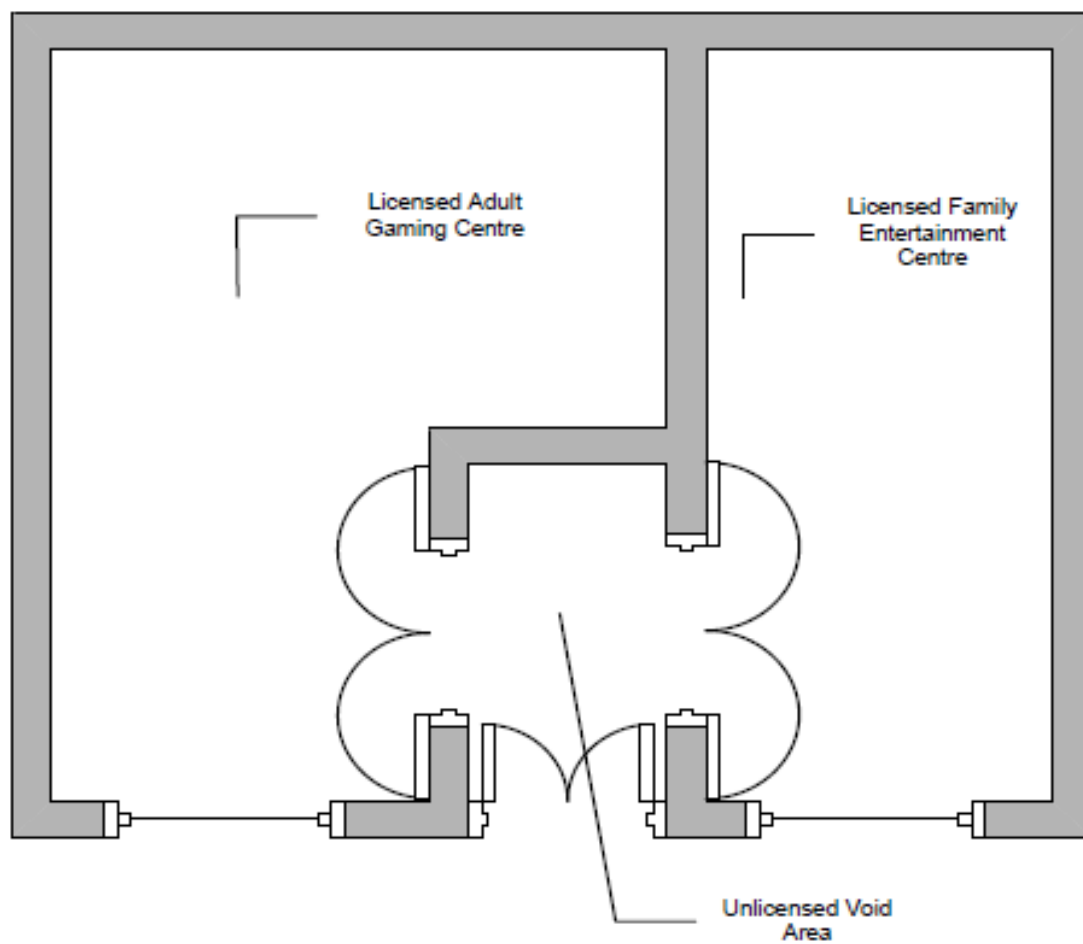 Licensed Adult
Gaming Centre
Licensed Family
Entertainment
Centre
Unlicensed Void
Area